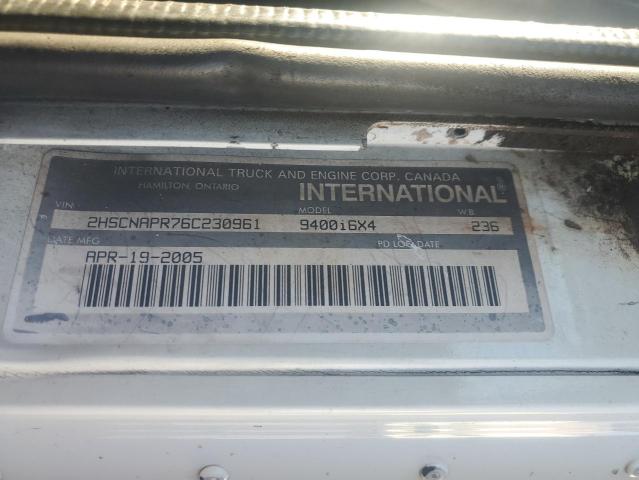 INTERNATIONAL TRUCK AND ENGINE CORP. CANADA
HAMILTON, ONTARIO INTERNATIONAL®
VIN: MODEL W.B.
2HSCNAPR76C230961 9400i6X4 236
DATE MFG. PD LOC/DATE
APR-19-2005